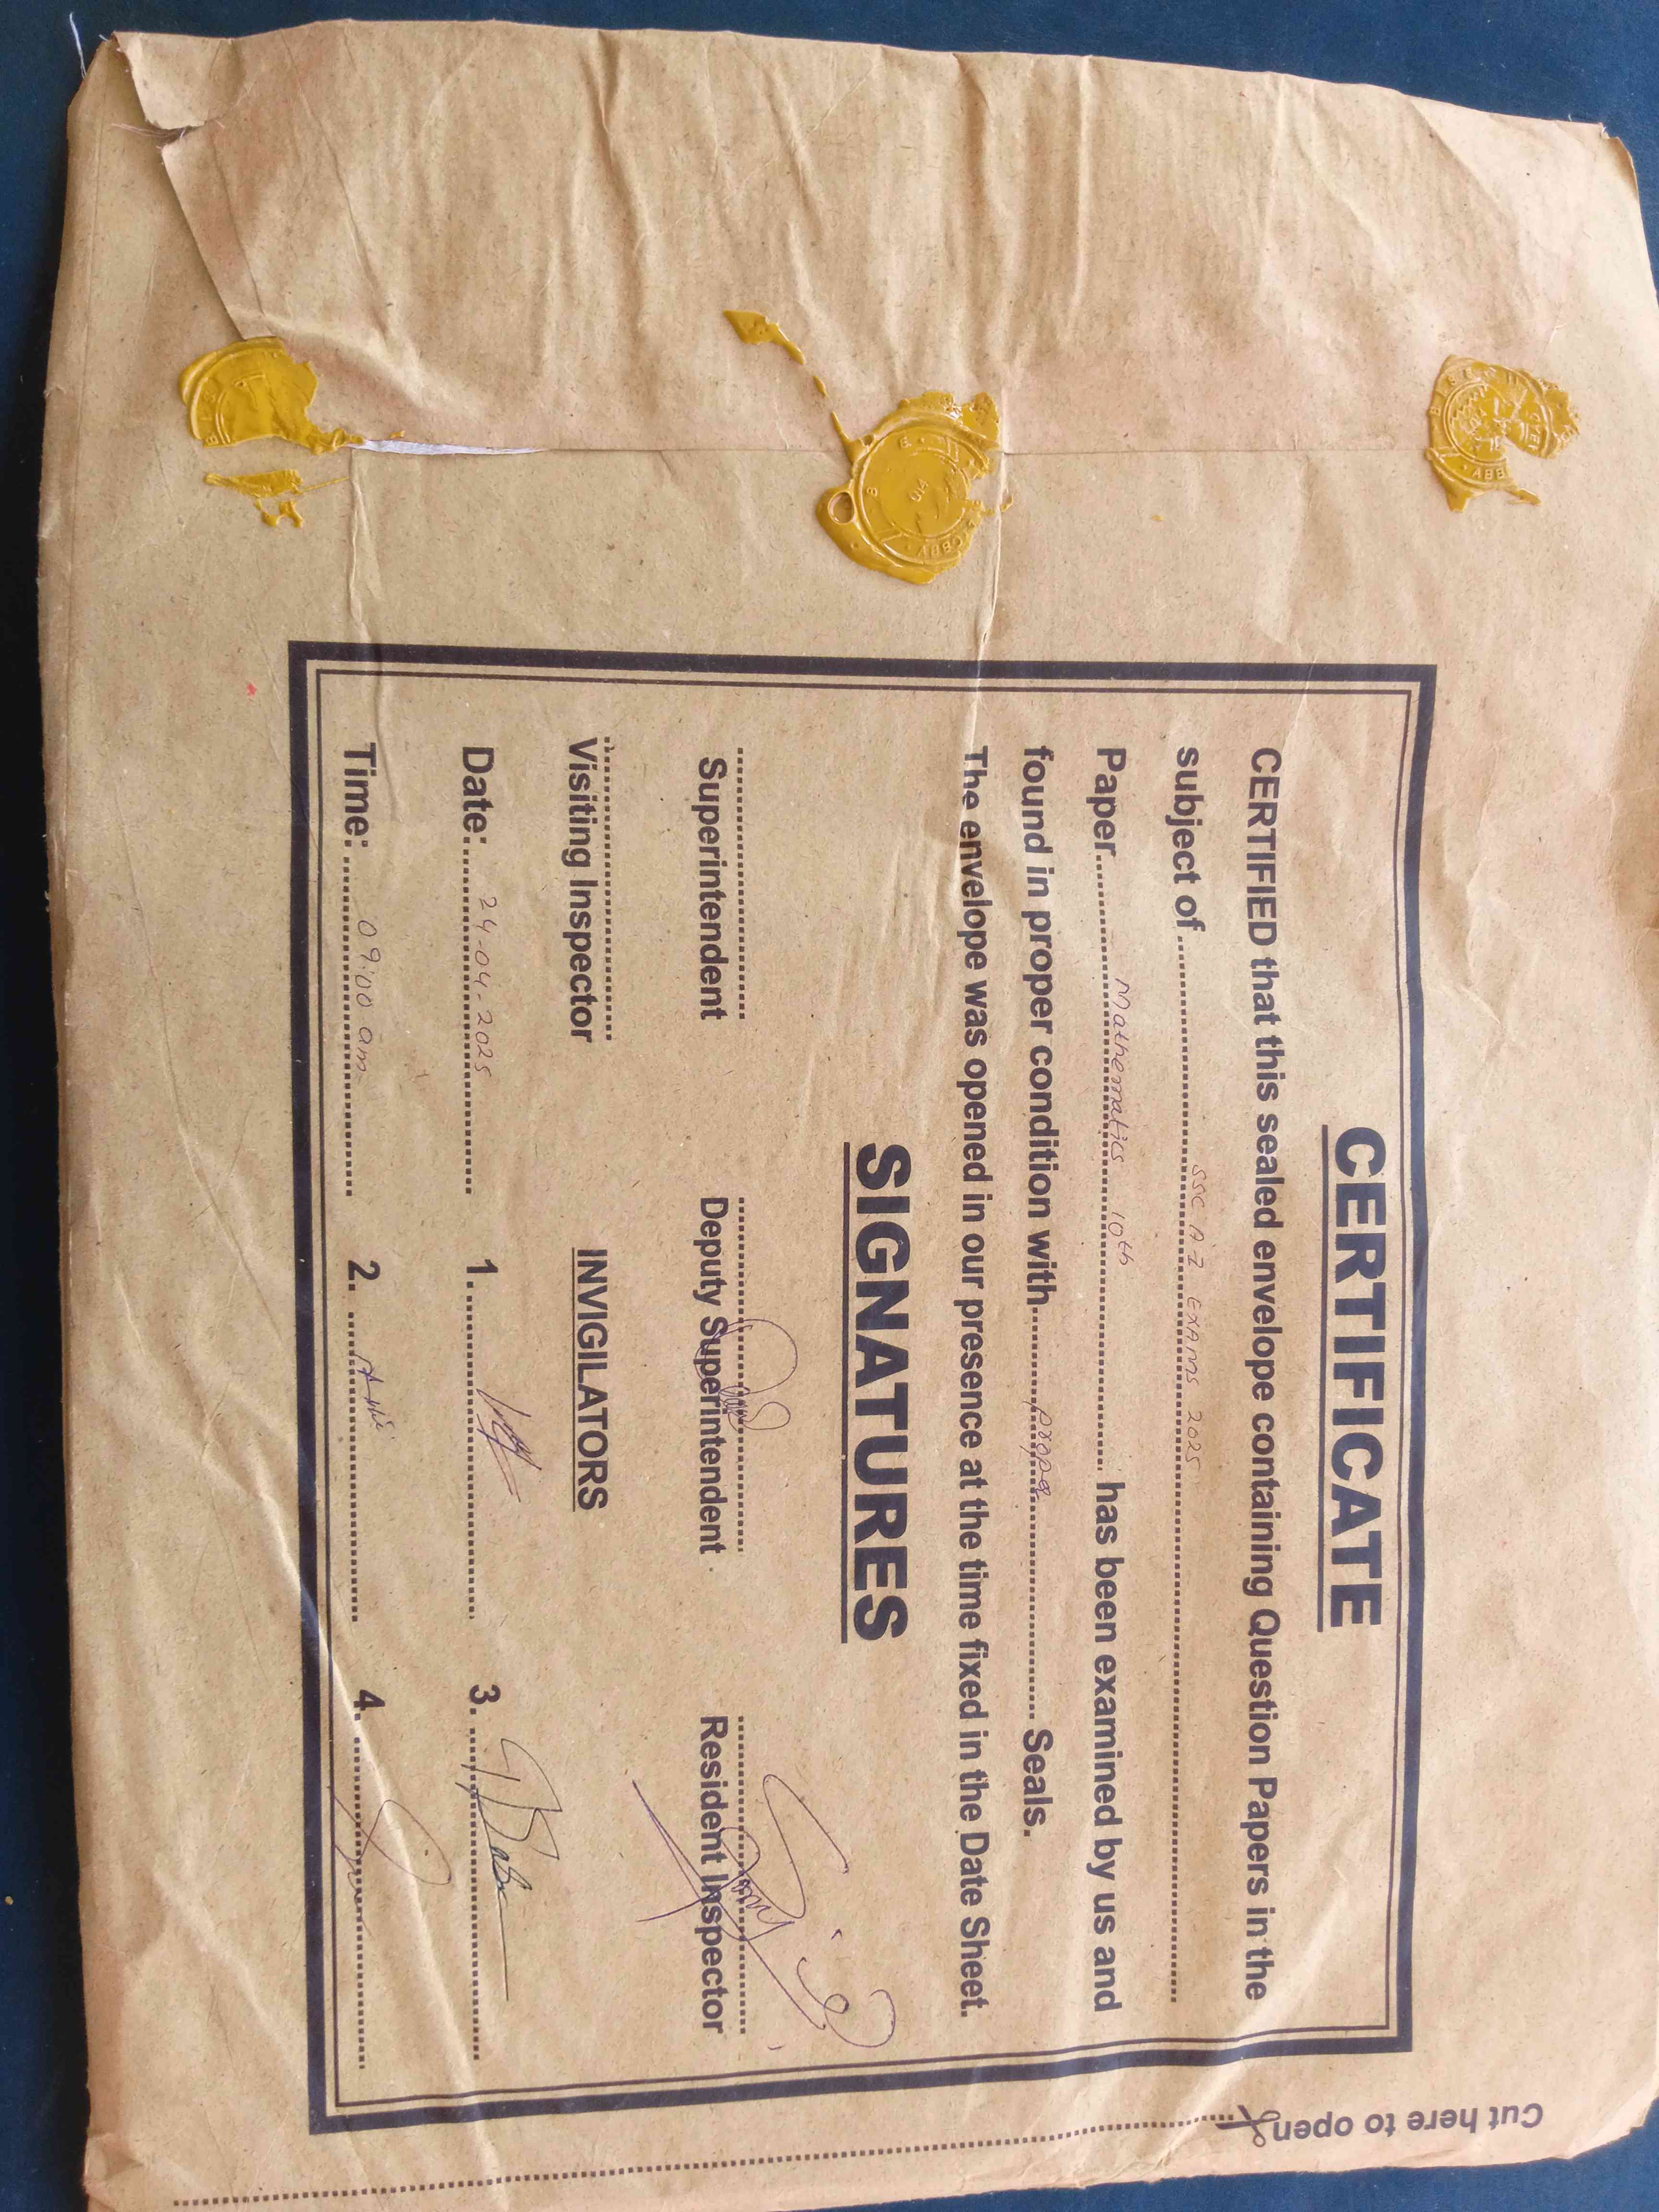 CERTIFICATE
CERTIFIED that this sealed envelope containing Question Papers in the
subject of SSC A-I EXAMS 2025
Paper Mathematics 10th has been examined by us and
found in proper condition with proper Seals.
The envelope was opened in our presence at the time fixed in the Date Sheet.
SIGNATURES
Superintendent Deputy Superintendent Resident Inspector
Visiting Inspector INVIGILATORS
Date: 24-04-2025 1. 3.
Time: 09:00 am 2. 4.
Cut here to open